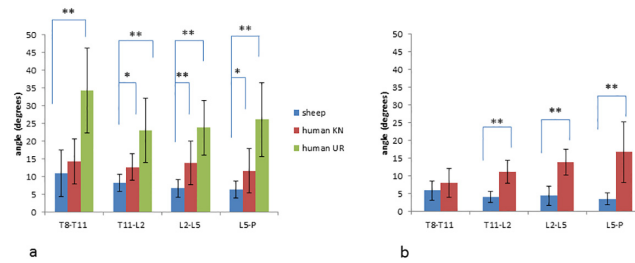 ** ** ** **
* ** *
50
45
40
35
30
25
20
15
10
5
0
angle (degrees)
T8-T11 T11-L2 L2-L5 L5-P
sheep
human KN
human UR
a
** ** **
50
45
40
35
30
25
20
15
10
5
0
angle (degrees)
T8-T11 T11-L2 L2-L5 L5-P
b